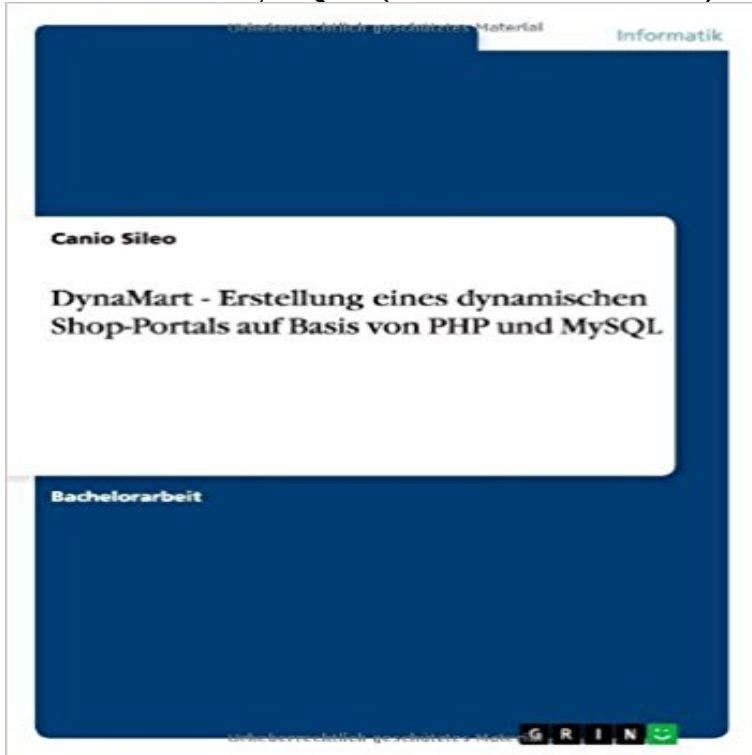 Urheberrechtlich geschütztes Material
Informatik
Canio Sileo
DynaMart - Erstellung eines dynamischen
Shop-Portals auf Basis von PHP und MySQL
Bachelorarbeit
Urheberrechtlich geschütztes
GRIN